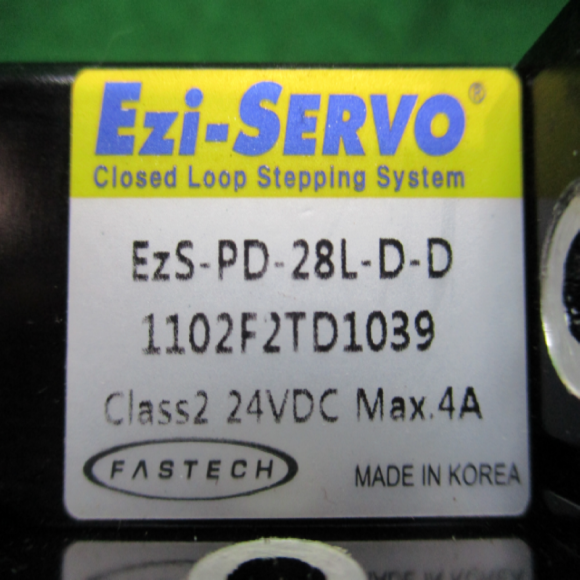 Ezi-SERVO®
Closed Loop Stepping System
EzS-PD-28L-D-D
1102F2TD1039
Class2 24VDC Max.4A
FASTECH
MADE IN KOREA